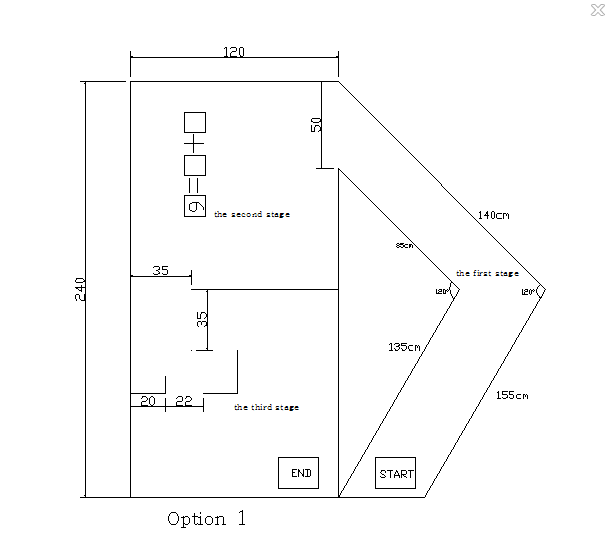 120
50
+
=
9
the second stage
140cm
85cm
the first stage
120°
120°
35
240
35
135cm
155cm
20
22
the third stage
END
START
Option 1